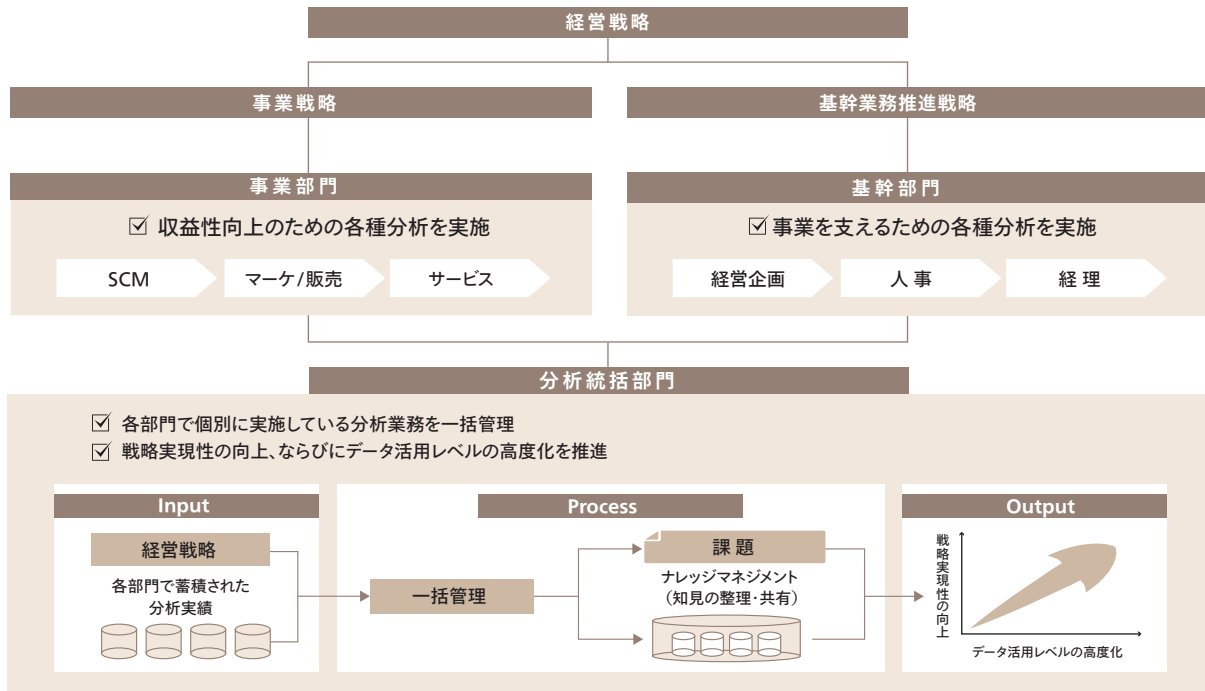 経営戦略
事業戦略
基幹業務推進戦略
事業部門
収益性向上のための各種分析を実施
SCM
マーケ/販売
サービス
基幹部門
事業を支えるための各種分析を実施
経営企画
人事
経理
分析統括部門
各部門で個別に実施している分析業務を一括管理
戦略実現性の向上、ならびにデータ活用レベルの高度化を推進
Input
経営戦略
各部門で蓄積された
分析実績
Process
一括管理
課題
ナレッジマネジメント
（知見の整理・共有）
Output
戦略実現性の向上
データ活用レベルの高度化